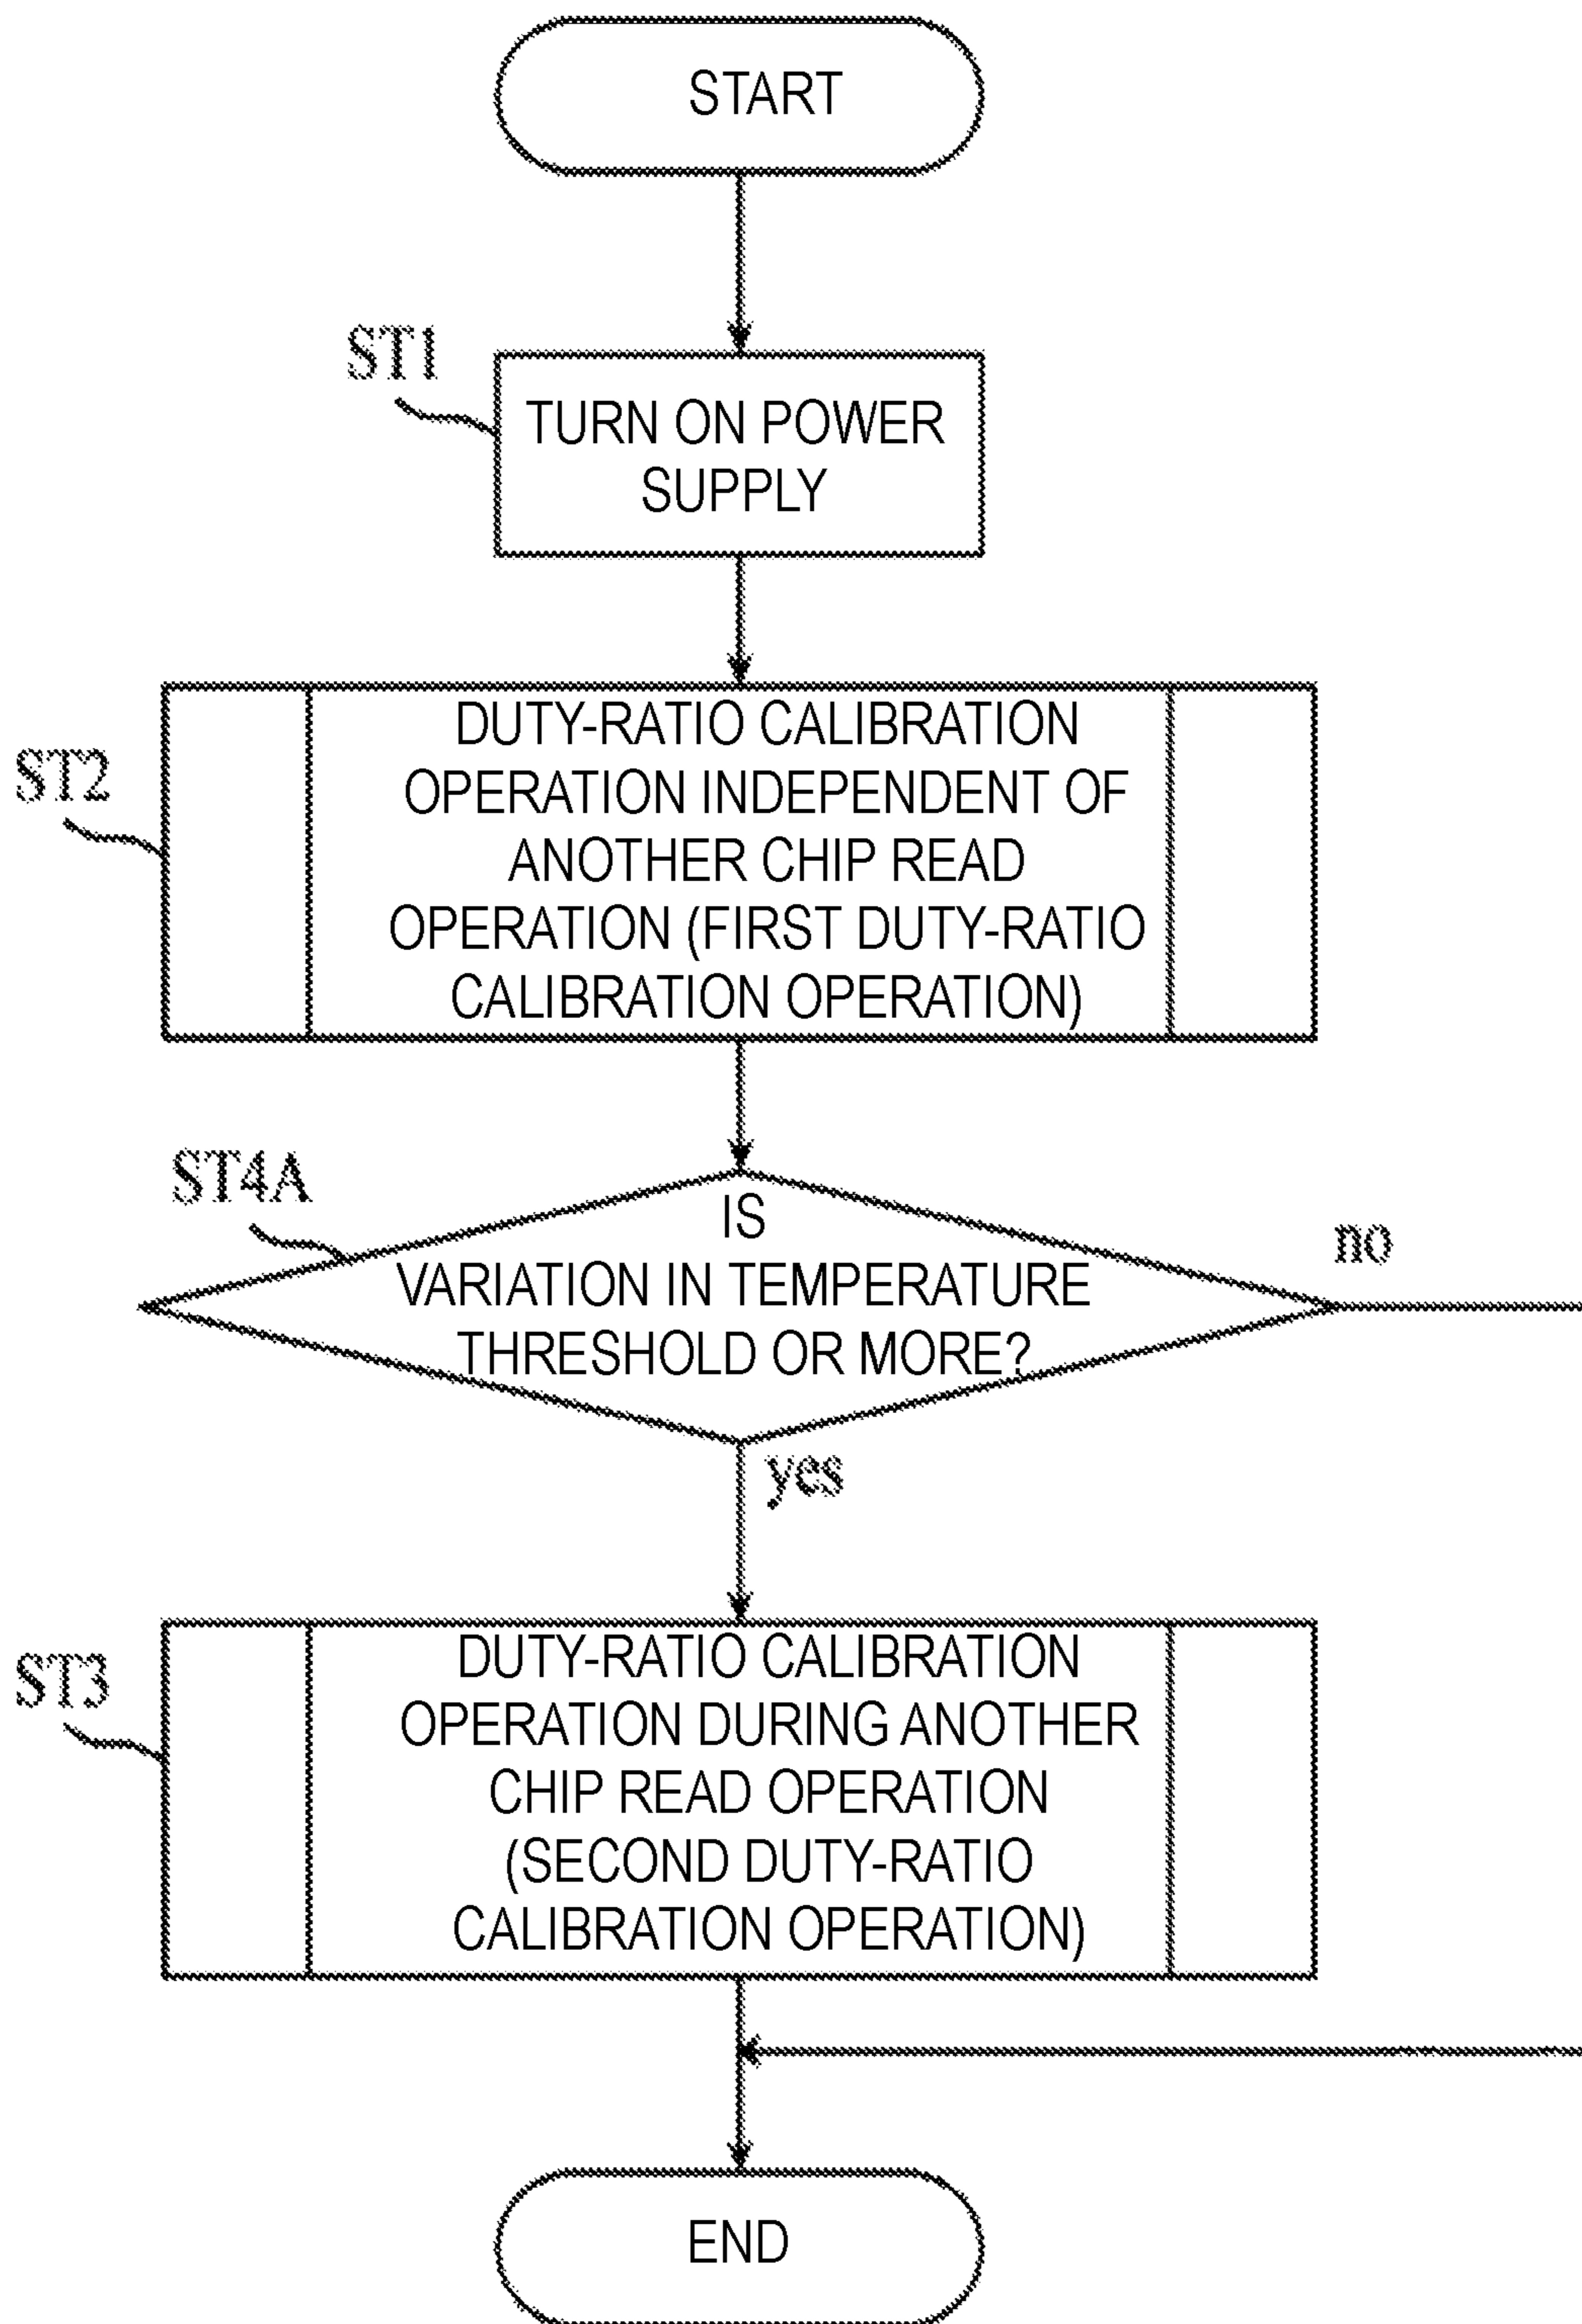 START
ST1
TURN ON POWER
SUPPLY
ST2
DUTY-RATIO CALIBRATION
OPERATION INDEPENDENT OF
ANOTHER CHIP READ
OPERATION (FIRST DUTY-RATIO
CALIBRATION OPERATION)
ST4A
IS
VARIATION IN TEMPERATURE
THRESHOLD OR MORE?
no
yes
ST3
DUTY-RATIO CALIBRATION
OPERATION DURING ANOTHER
CHIP READ OPERATION
(SECOND DUTY-RATIO
CALIBRATION OPERATION)
END